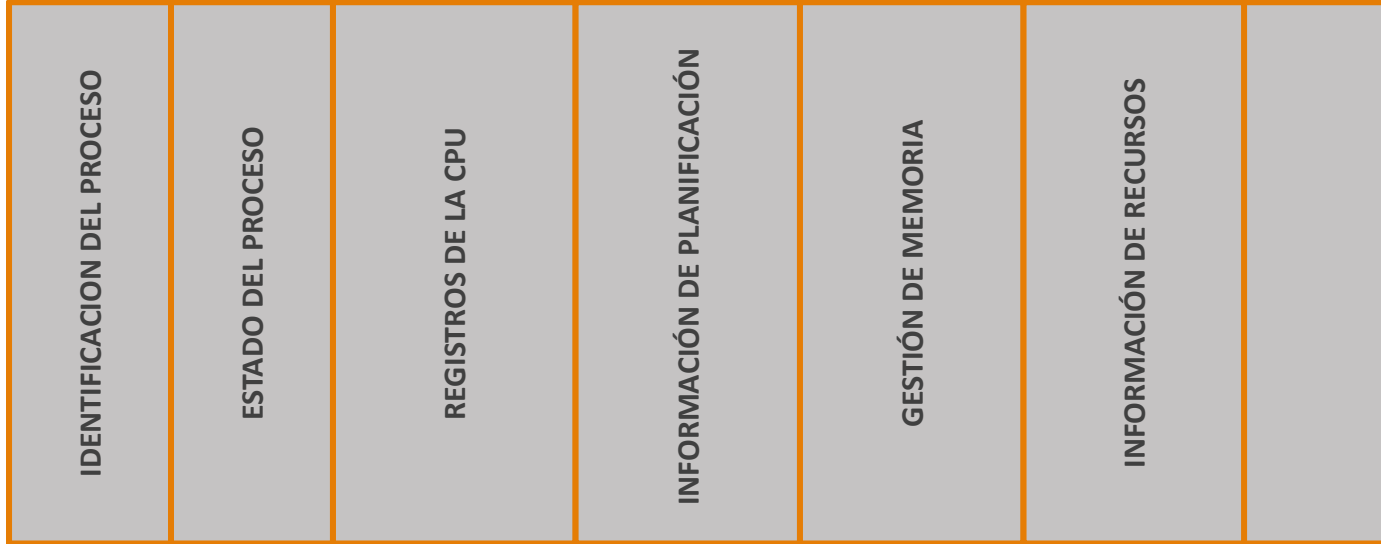 IDENTIFICACION DEL PROCESO
ESTADO DEL PROCESO
REGISTROS DE LA CPU
INFORMACIÓN DE PLANIFICACIÓN
GESTIÓN DE MEMORIA
INFORMACIÓN DE RECURSOS